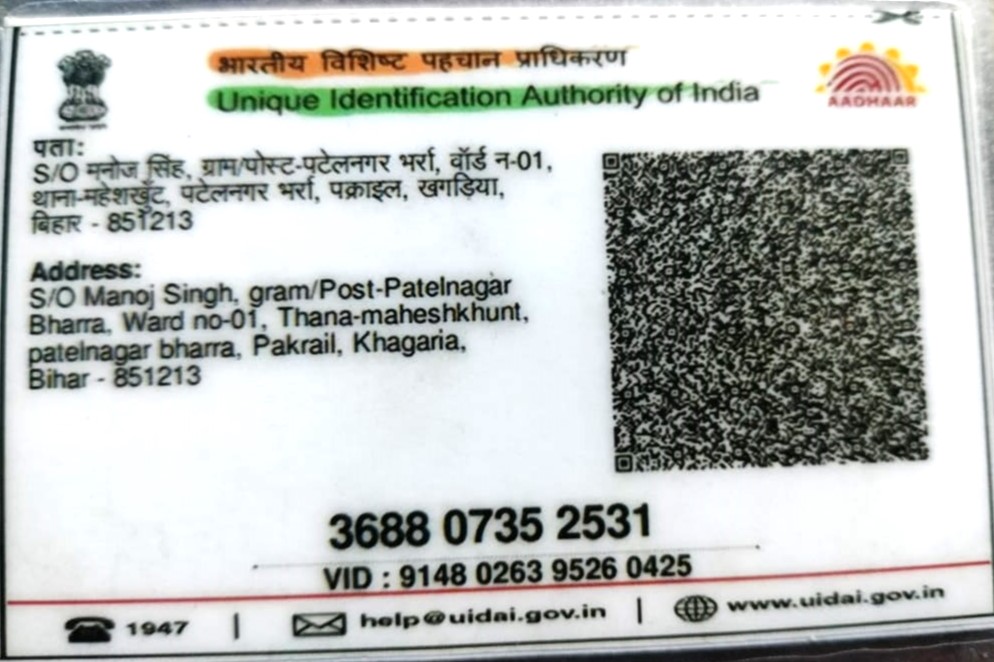 भारतीय विशिष्ट पहचान प्राधिकरण
Unique Identification Authority of India
AADHAAR
पता:
S/O मनोज सिंह, ग्राम/पोस्ट-पटेलनगर भर्रा, वॉर्ड न-01,
थाना-महेशखुँट, पटेलनगर भर्रा, पक्राइल, खगड़िया,
बिहार - 851213
Address:
S/O Manoj Singh, gram/Post-Patelnagar
Bharra, Ward no-01, Thana-maheshkhunt,
patelnagar bharra, Pakrail, Khagaria,
Bihar - 851213
3688 0735 2531
VID : 9148 0263 9526 0425
1947 | help@uidai.gov.in | www.uidai.gov.in